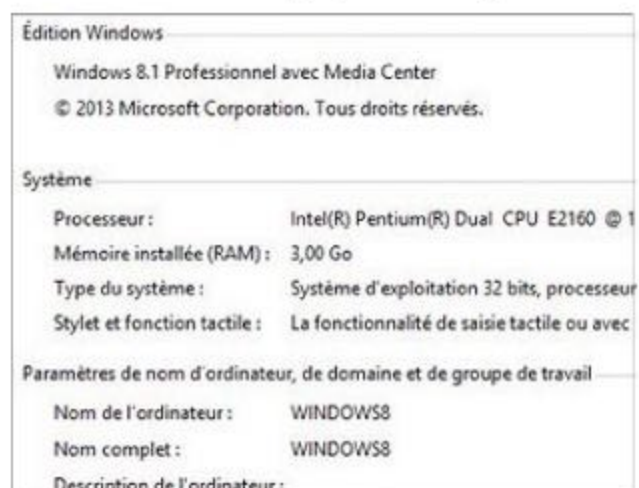 Édition Windows
Windows 8.1 Professionnel avec Media Center
© 2013 Microsoft Corporation. Tous droits réservés.
Système
Processeur : Intel(R) Pentium(R) Dual CPU E2160 @ 1
Mémoire installée (RAM) : 3,00 Go
Type du système : Système d'exploitation 32 bits, processeur
Stylet et fonction tactile : La fonctionnalité de saisie tactile ou avec
Paramètres de nom d'ordinateur, de domaine et de groupe de travail
Nom de l'ordinateur : WINDOWS8
Nom complet : WINDOWS8
Description de l'ordinateur :